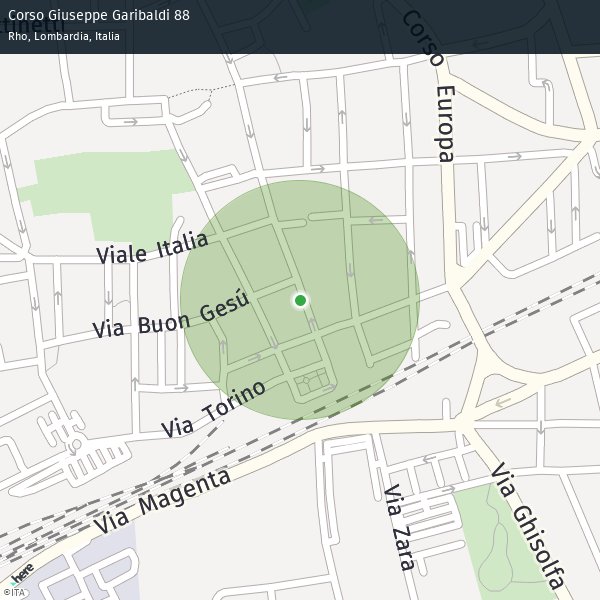 Corso Giuseppe Garibaldi 88
Rho, Lombardia, Italia
Corso Europa
Viale Italia
Via Buon Gesú
Via Torino
Via Magenta
Via Zara
Via Ghisolfa
here
©ITA